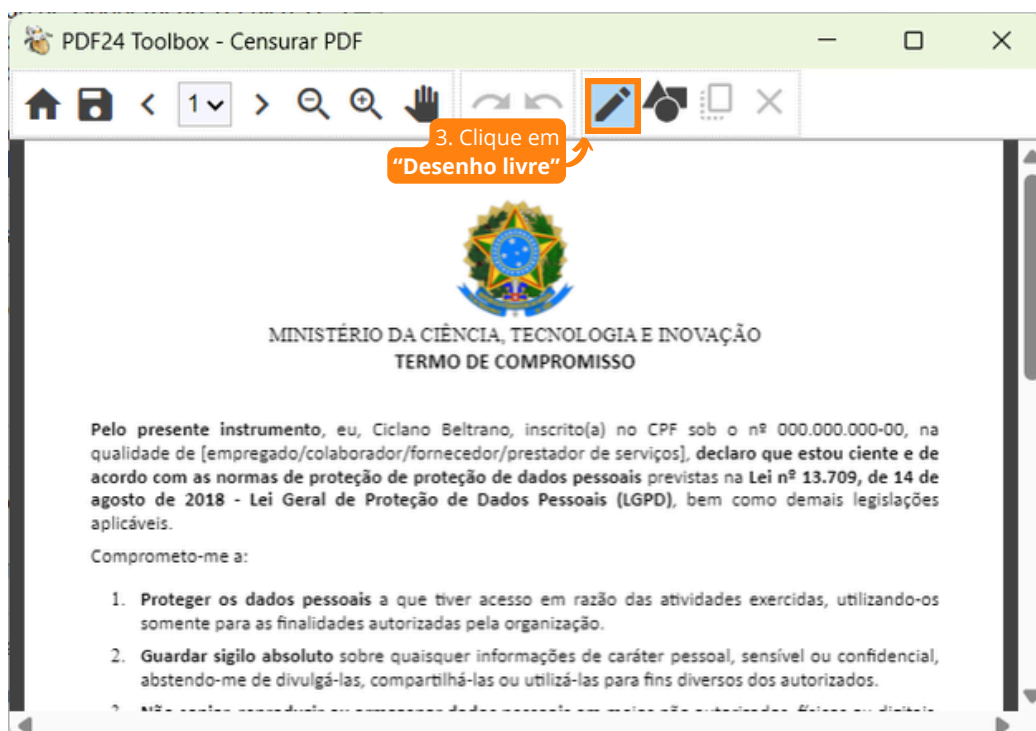 PDF24 Toolbox - Censurar PDF
1
3. Clique em
“Desenho livre”
MINISTÉRIO DA CIÊNCIA, TECNOLOGIA E INOVAÇÃO
TERMO DE COMPROMISSO
Pelo presente instrumento, eu, Ciclano Beltrano, inscrito(a) no CPF sob o nº 000.000.000-00, na
qualidade de [empregado/colaborador/fornecedor/prestador de serviços], declaro que estou ciente e de
acordo com as normas de proteção de proteção de dados pessoais previstas na Lei nº 13.709, de 14 de
agosto de 2018 - Lei Geral de Proteção de Dados Pessoais (LGPD), bem como demais legislações
aplicáveis.
Comprometo-me a:
1. Proteger os dados pessoais a que tiver acesso em razão das atividades exercidas, utilizando-os
somente para as finalidades autorizadas pela organização.
2. Guardar sigilo absoluto sobre quaisquer informações de caráter pessoal, sensível ou confidencial,
abstendo-me de divulgá-las, compartilhá-las ou utilizá-las para fins diversos dos autorizados.